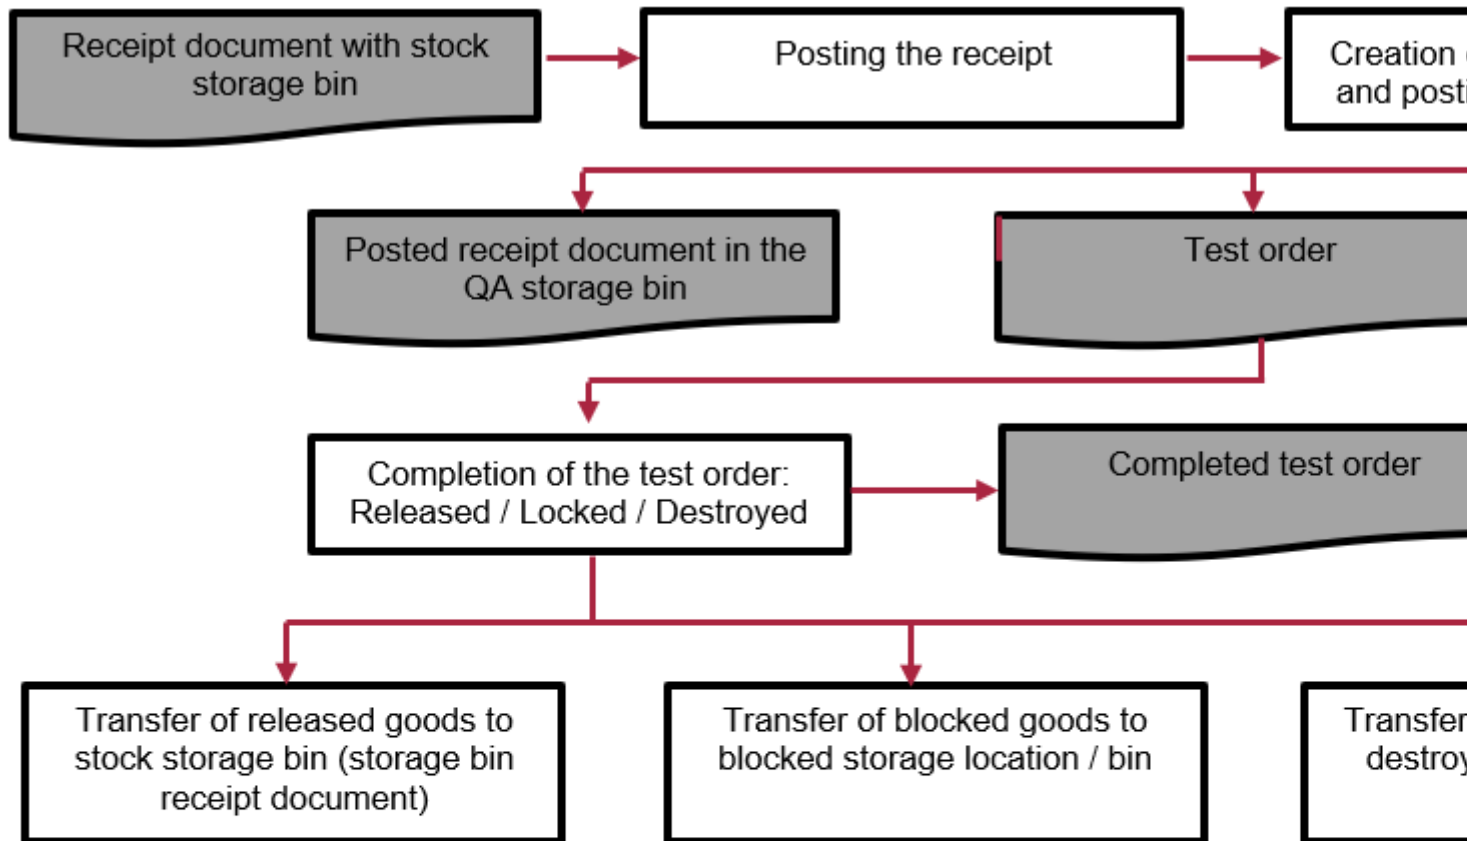 Receipt document with stock
storage bin
Posting the receipt
Creation
and posti
Posted receipt document in the
QA storage bin
Test order
Completion of the test order:
Released / Locked / Destroyed
Completed test order
Transfer of released goods to
stock storage bin (storage bin
receipt document)
Transfer of blocked goods to
blocked storage location / bin
Transfer
destroy